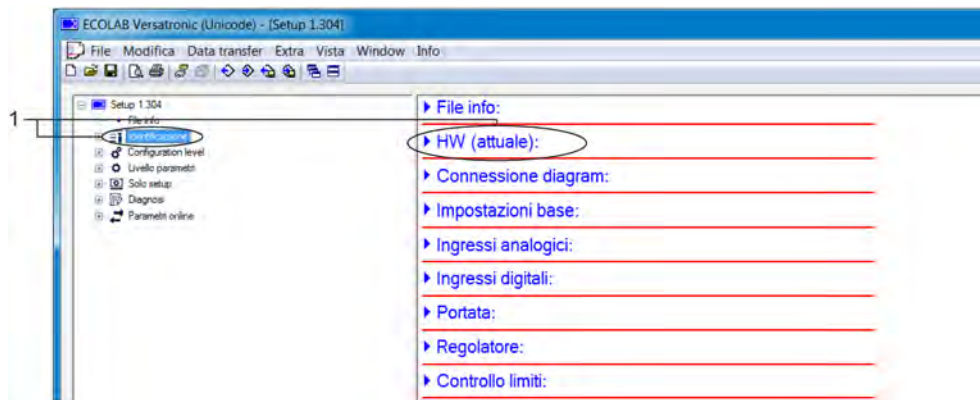 ECOLAB Versatronic (Unicode) - [Setup 1.304]
File Modifica Data transfer Extra Vista Window Info
1
Setup 1.304
File info
Identificazione
Configuration level
Livello parametri
Solo setup
Diagnosi
Parametri online
File info:
HW (attuale):
Connessione diagram:
Impostazioni base:
Ingressi analogici:
Ingressi digitali:
Portata:
Regolatore:
Controllo limiti: